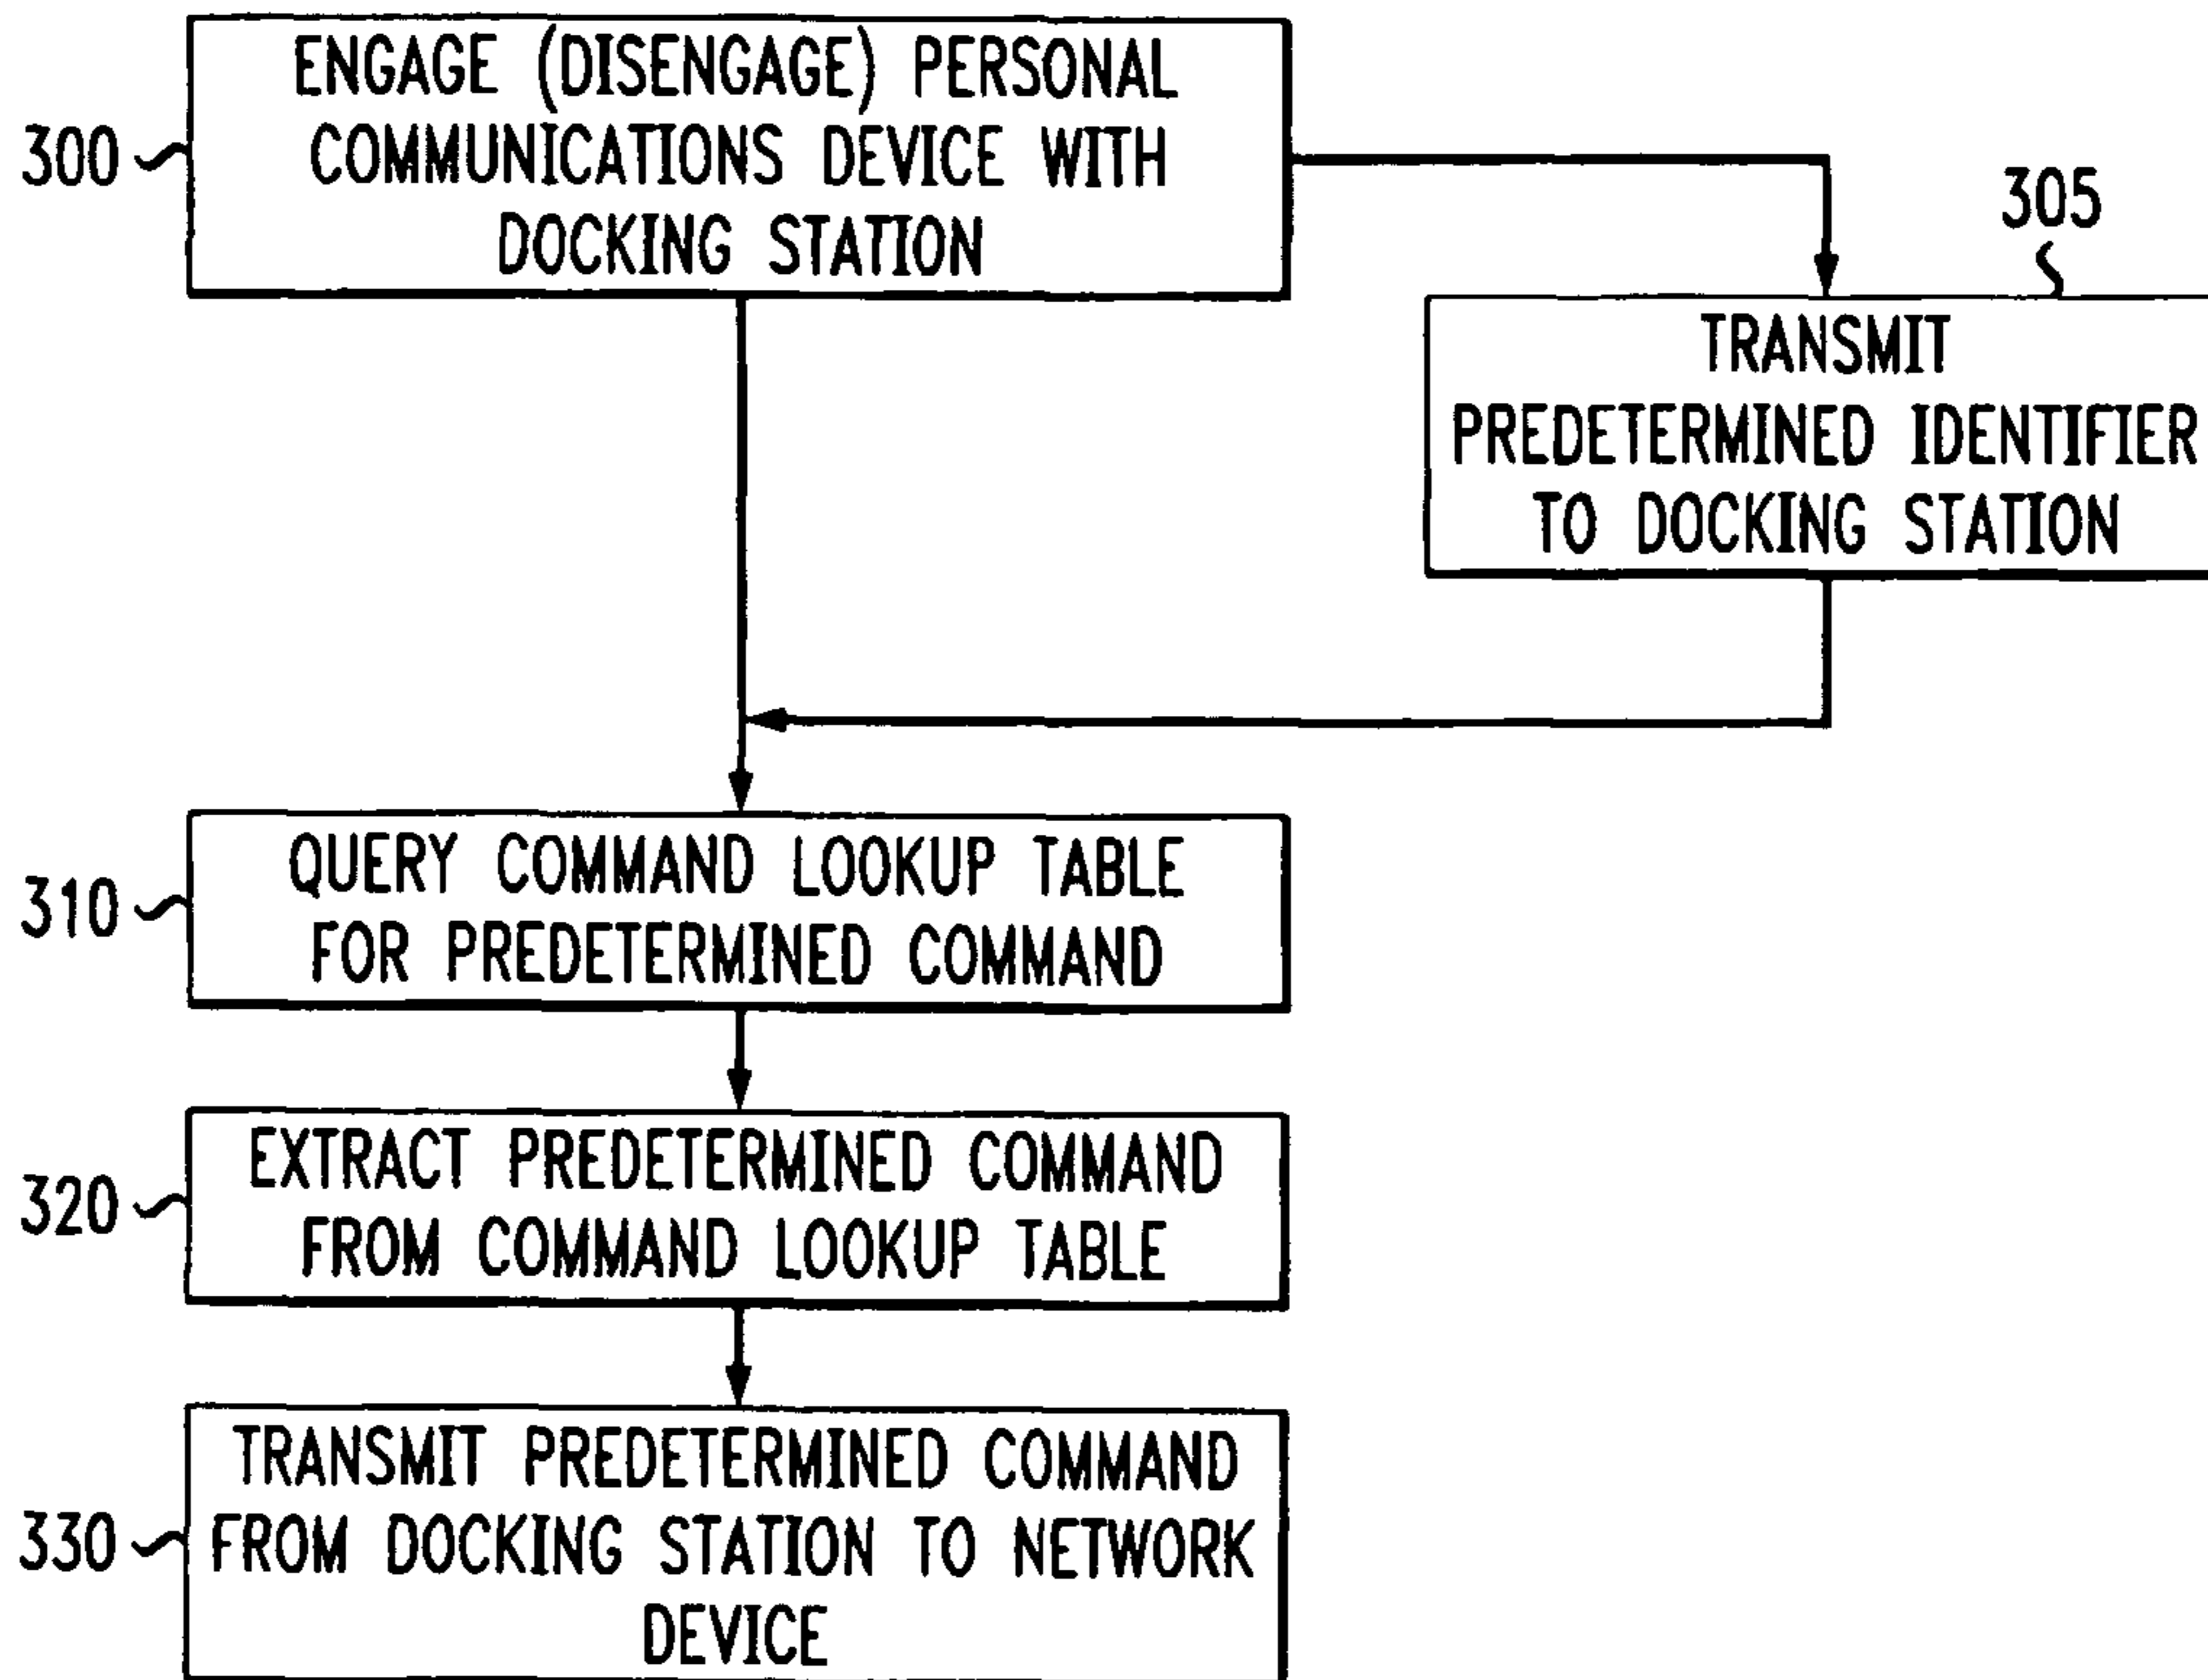 300
ENGAGE (DISENGAGE) PERSONAL
COMMUNICATIONS DEVICE WITH
DOCKING STATION
305
TRANSMIT
PREDETERMINED IDENTIFIER
TO DOCKING STATION
310
QUERY COMMAND LOOKUP TABLE
FOR PREDETERMINED COMMAND
320
EXTRACT PREDETERMINED COMMAND
FROM COMMAND LOOKUP TABLE
330
TRANSMIT PREDETERMINED COMMAND
FROM DOCKING STATION TO NETWORK
DEVICE